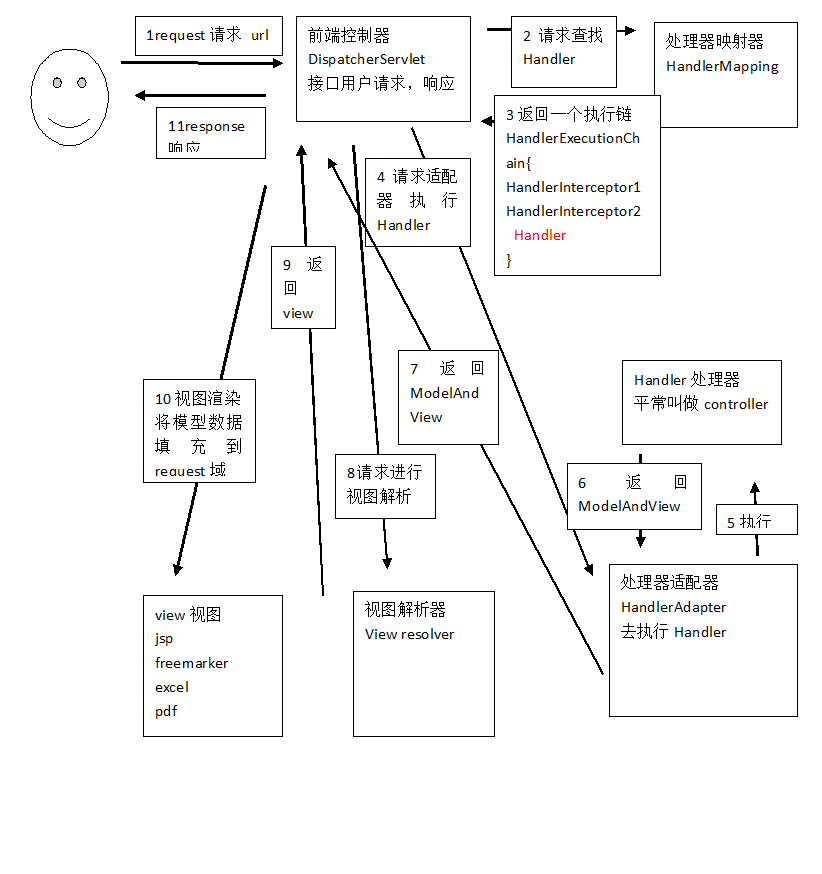 1request 请求 url
前端控制器
DispatcherServlet
接口用户请求，响应
2 请求查找
Handler
处理器映射器
HandlerMapping
11response
响应
3 返回一个执行链
HandlerExecutionCh
ain{
HandlerInterceptor1
HandlerInterceptor2
Handler
}
4 请求适配
器执行
Handler
9 返
回
view
7 返回
ModelAnd
View
Handler 处理器
平常叫做 controller
10 视图渲染
将模型数据
填充到
request 域
8请求进行
视图解析
6 返回
ModelAndView
5 执行
处理器适配器
HandlerAdapter
去执行 Handler
view 视图
jsp
freemarker
excel
pdf
视图解析器
View resolver